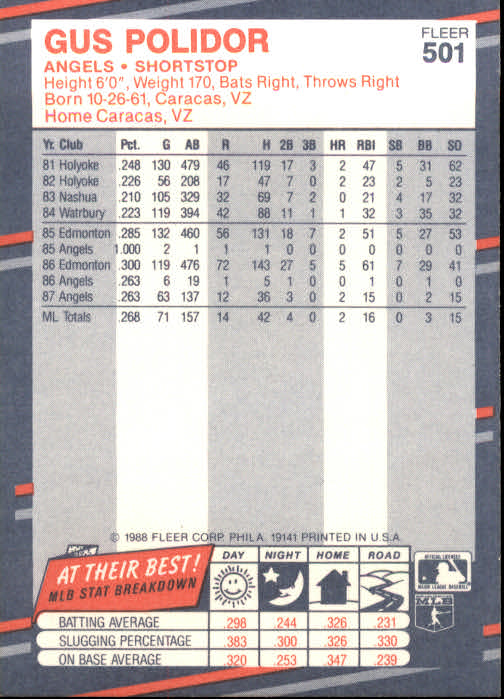 GUS POLIDOR
FLEER
501
ANGELS • SHORTSTOP
Height 6'0", Weight 170, Bats Right, Throws Right
Born 10-26-61, Caracas, VZ
Home Caracas, VZ
Yr. Club Pct. G AB R H 2B 3B HR RBI SB BB SO
81 Holyoke .248 130 479 46 119 17 3 2 47 5 31 62
82 Holyoke .226 56 208 17 47 7 0 2 23 2 5 23
83 Nashua .210 105 329 32 69 7 2 0 21 4 17 32
84 Watrbury .223 119 394 42 88 11 1 1 32 3 35 32
85 Edmonton .285 132 460 56 131 18 7 2 51 5 27 53
85 Angels 1.000 2 1 1 1 0 0 0 0 0 0 0
86 Edmonton .300 119 476 72 143 27 5 5 61 7 29 41
86 Angels .263 6 19 1 5 1 0 0 1 0 1 0
87 Angels .263 63 137 12 36 3 0 2 15 0 2 15
ML Totals .268 71 157 14 42 4 0 2 16 0 3 15
© 1988 FLEER CORP. PHILA. 19141 PRINTED IN U.S.A.
AT THEIR BEST!
MLB STAT BREAKDOWN
DAY NIGHT HOME ROAD
BATTING AVERAGE .298 .244 .326 .231
SLUGGING PERCENTAGE .383 .300 .326 .330
ON BASE AVERAGE .320 .253 .347 .239
OFFICIAL LICENSEE
MAJOR LEAGUE BASEBALL
MLB